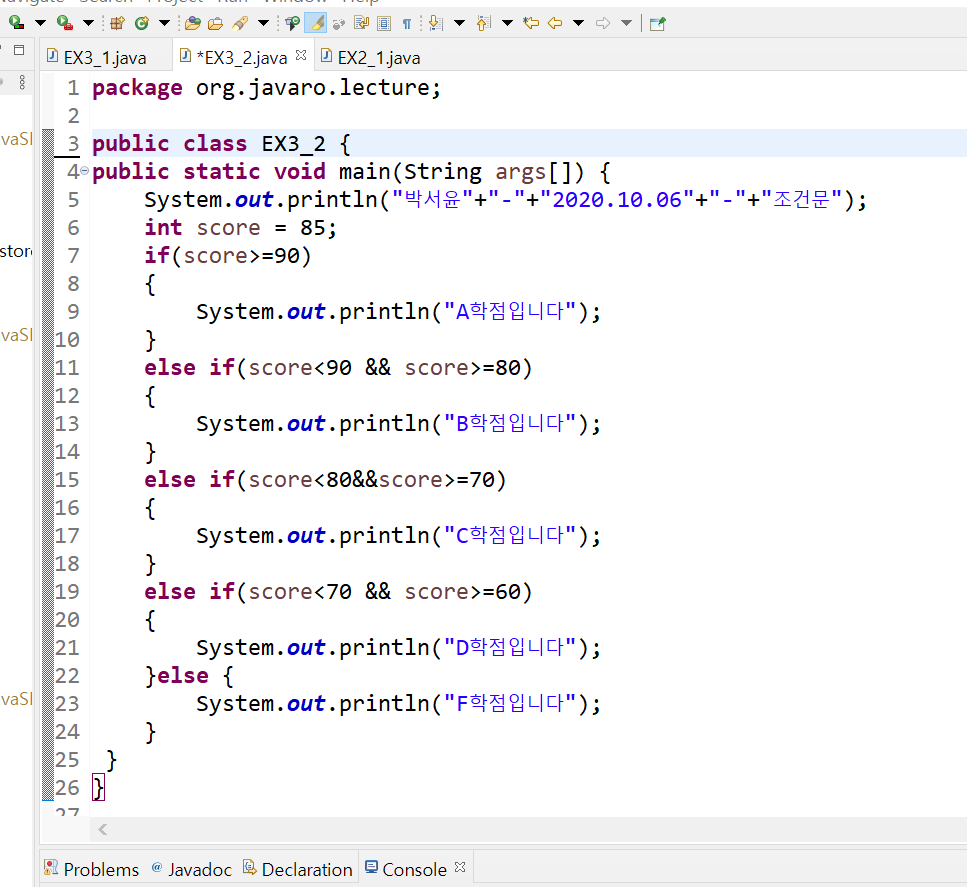 Navigate Search Project Run Window Help
EX3_1.java *EX3_2.java EX2_1.java
1 package org.javaro.lecture;
2
3 public class EX3_2 {
4 public static void main(String args[]) {
5 System.out.println("박서윤"+"-"+"2020.10.06"+"-"+"조건문");
6 int score = 85;
7 if(score>=90)
8 {
9 System.out.println("A학점입니다");
10 }
11 else if(score<90 && score>=80)
12 {
13 System.out.println("B학점입니다");
14 }
15 else if(score<80&&score>=70)
16 {
17 System.out.println("C학점입니다");
18 }
19 else if(score<70 && score>=60)
20 {
21 System.out.println("D학점입니다");
22 }else {
23 System.out.println("F학점입니다");
24 }
25 }
26 }
27
vaSl
stor
vaSl
vaSl
Problems @ Javadoc Declaration Console